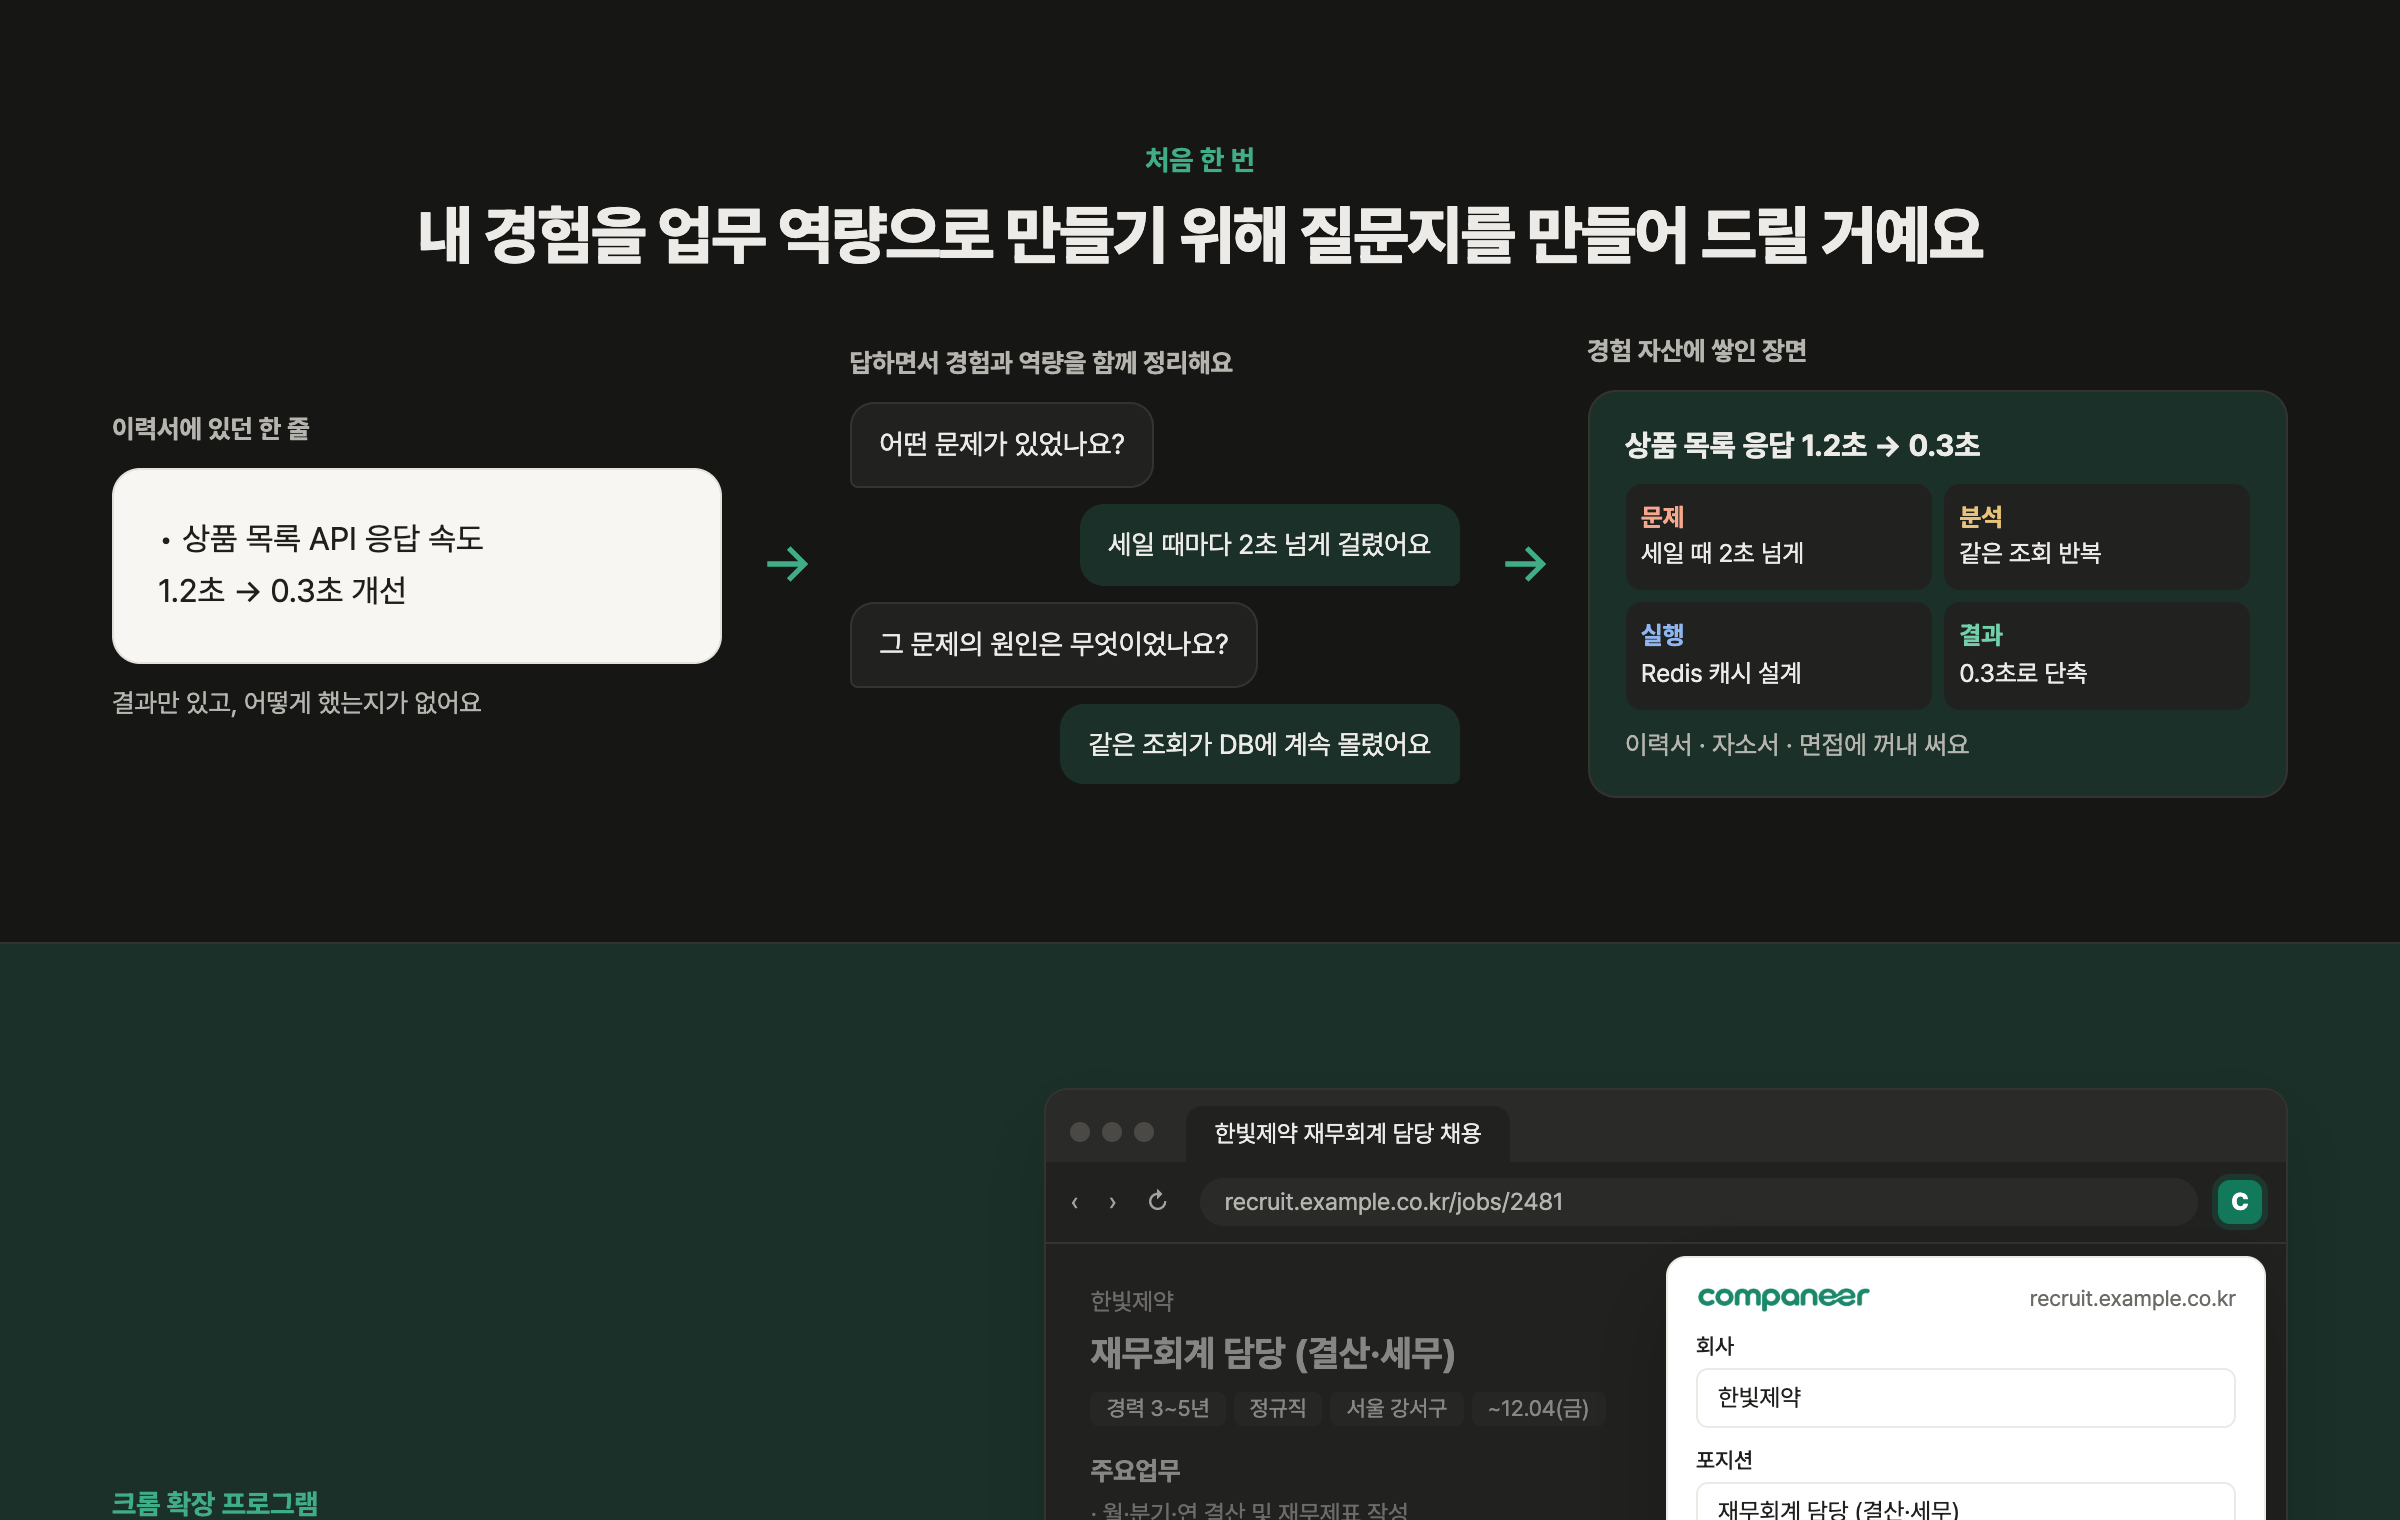 처음 한 번
내 경험을 업무 역량으로 만들기 위해 질문지를 만들어 드릴 거예요
이력서에 있던 한 줄
• 상품 목록 API 응답 속도
1.2초 → 0.3초 개선
결과만 있고, 어떻게 했는지가 없어요
→
답하면서 경험과 역량을 함께 정리해요
어떤 문제가 있었나요?
세일 때마다 2초 넘게 걸렸어요
그 문제의 원인은 무엇이었나요?
같은 조회가 DB에 계속 몰렸어요
→
경험 자산에 쌓인 장면
상품 목록 응답 1.2초 → 0.3초
문제
세일 때 2초 넘게
분석
같은 조회 반복
실행
Redis 캐시 설계
결과
0.3초로 단축
이력서 · 자소서 · 면접에 꺼내 써요
크롬 확장 프로그램
한빛제약 재무회계 담당 채용
‹ › ↻ recruit.example.co.kr/jobs/2481 C
한빛제약
재무회계 담당 (결산·세무)
경력 3~5년 정규직 서울 강서구 ~12.04(금)
주요업무
· 월·분기·연 결산 및 재무제표 작성
companeer recruit.example.co.kr
회사
한빛제약
포지션
재무회계 담당 (결산·세무)